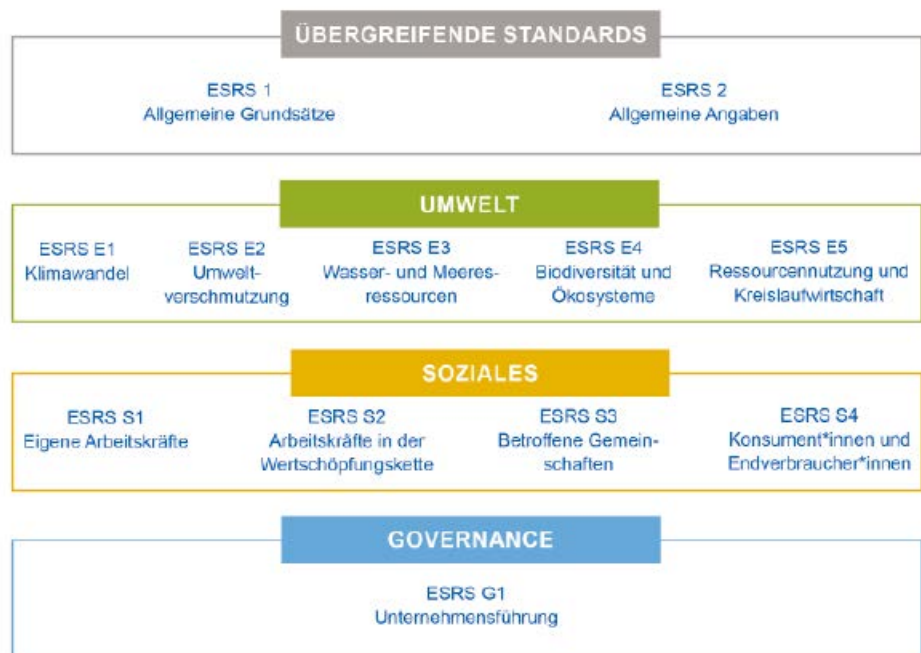 ÜBERGREIFENDE STANDARDS
ESRS 1
Allgemeine Grundsätze
ESRS 2
Allgemeine Angaben
UMWELT
ESRS E1
Klimawandel
ESRS E2
Umwelt-
verschmutzung
ESRS E3
Wasser- und Meeres-
ressourcen
ESRS E4
Biodiversität und
Ökosysteme
ESRS E5
Ressourcennutzung und
Kreislaufwirtschaft
SOZIALES
ESRS S1
Eigene Arbeitskräfte
ESRS S2
Arbeitskräfte in der
Wertschöpfungskette
ESRS S3
Betroffene Gemein-
schaften
ESRS S4
Konsument*innen und
Endverbraucher*innen
GOVERNANCE
ESRS G1
Unternehmensführung